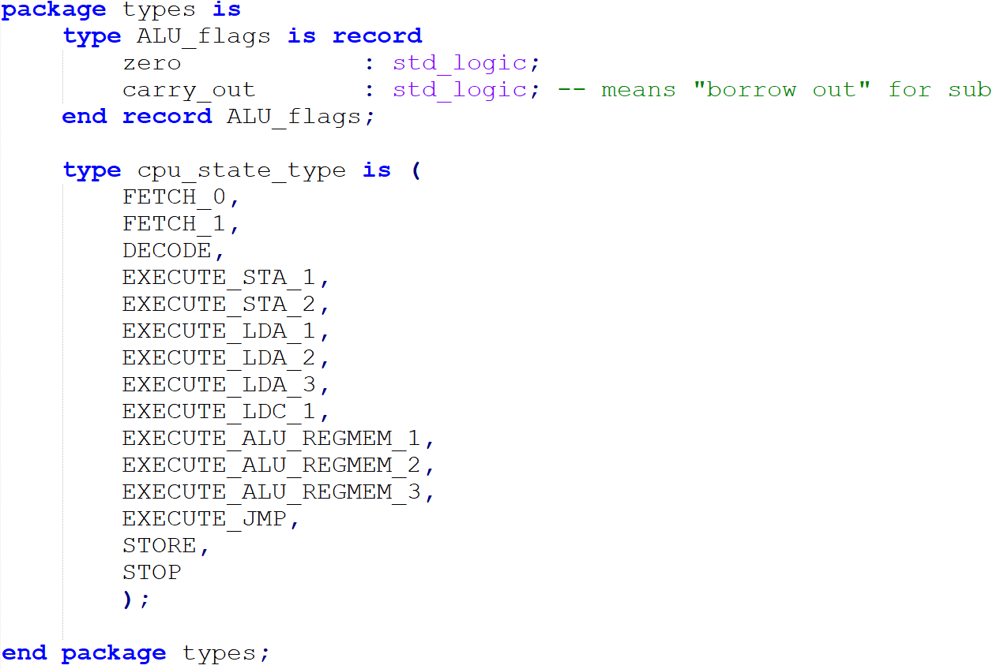 package types is
    type ALU_flags is record
        zero            : std_logic;
        carry_out       : std_logic; -- means "borrow out" for sub
    end record ALU_flags;

    type cpu_state_type is (
        FETCH_0,
        FETCH_1,
        DECODE,
        EXECUTE_STA_1,
        EXECUTE_STA_2,
        EXECUTE_LDA_1,
        EXECUTE_LDA_2,
        EXECUTE_LDA_3,
        EXECUTE_LDC_1,
        EXECUTE_ALU_REGMEM_1,
        EXECUTE_ALU_REGMEM_2,
        EXECUTE_ALU_REGMEM_3,
        EXECUTE_JMP,
        STORE,
        STOP
        );

end package types;